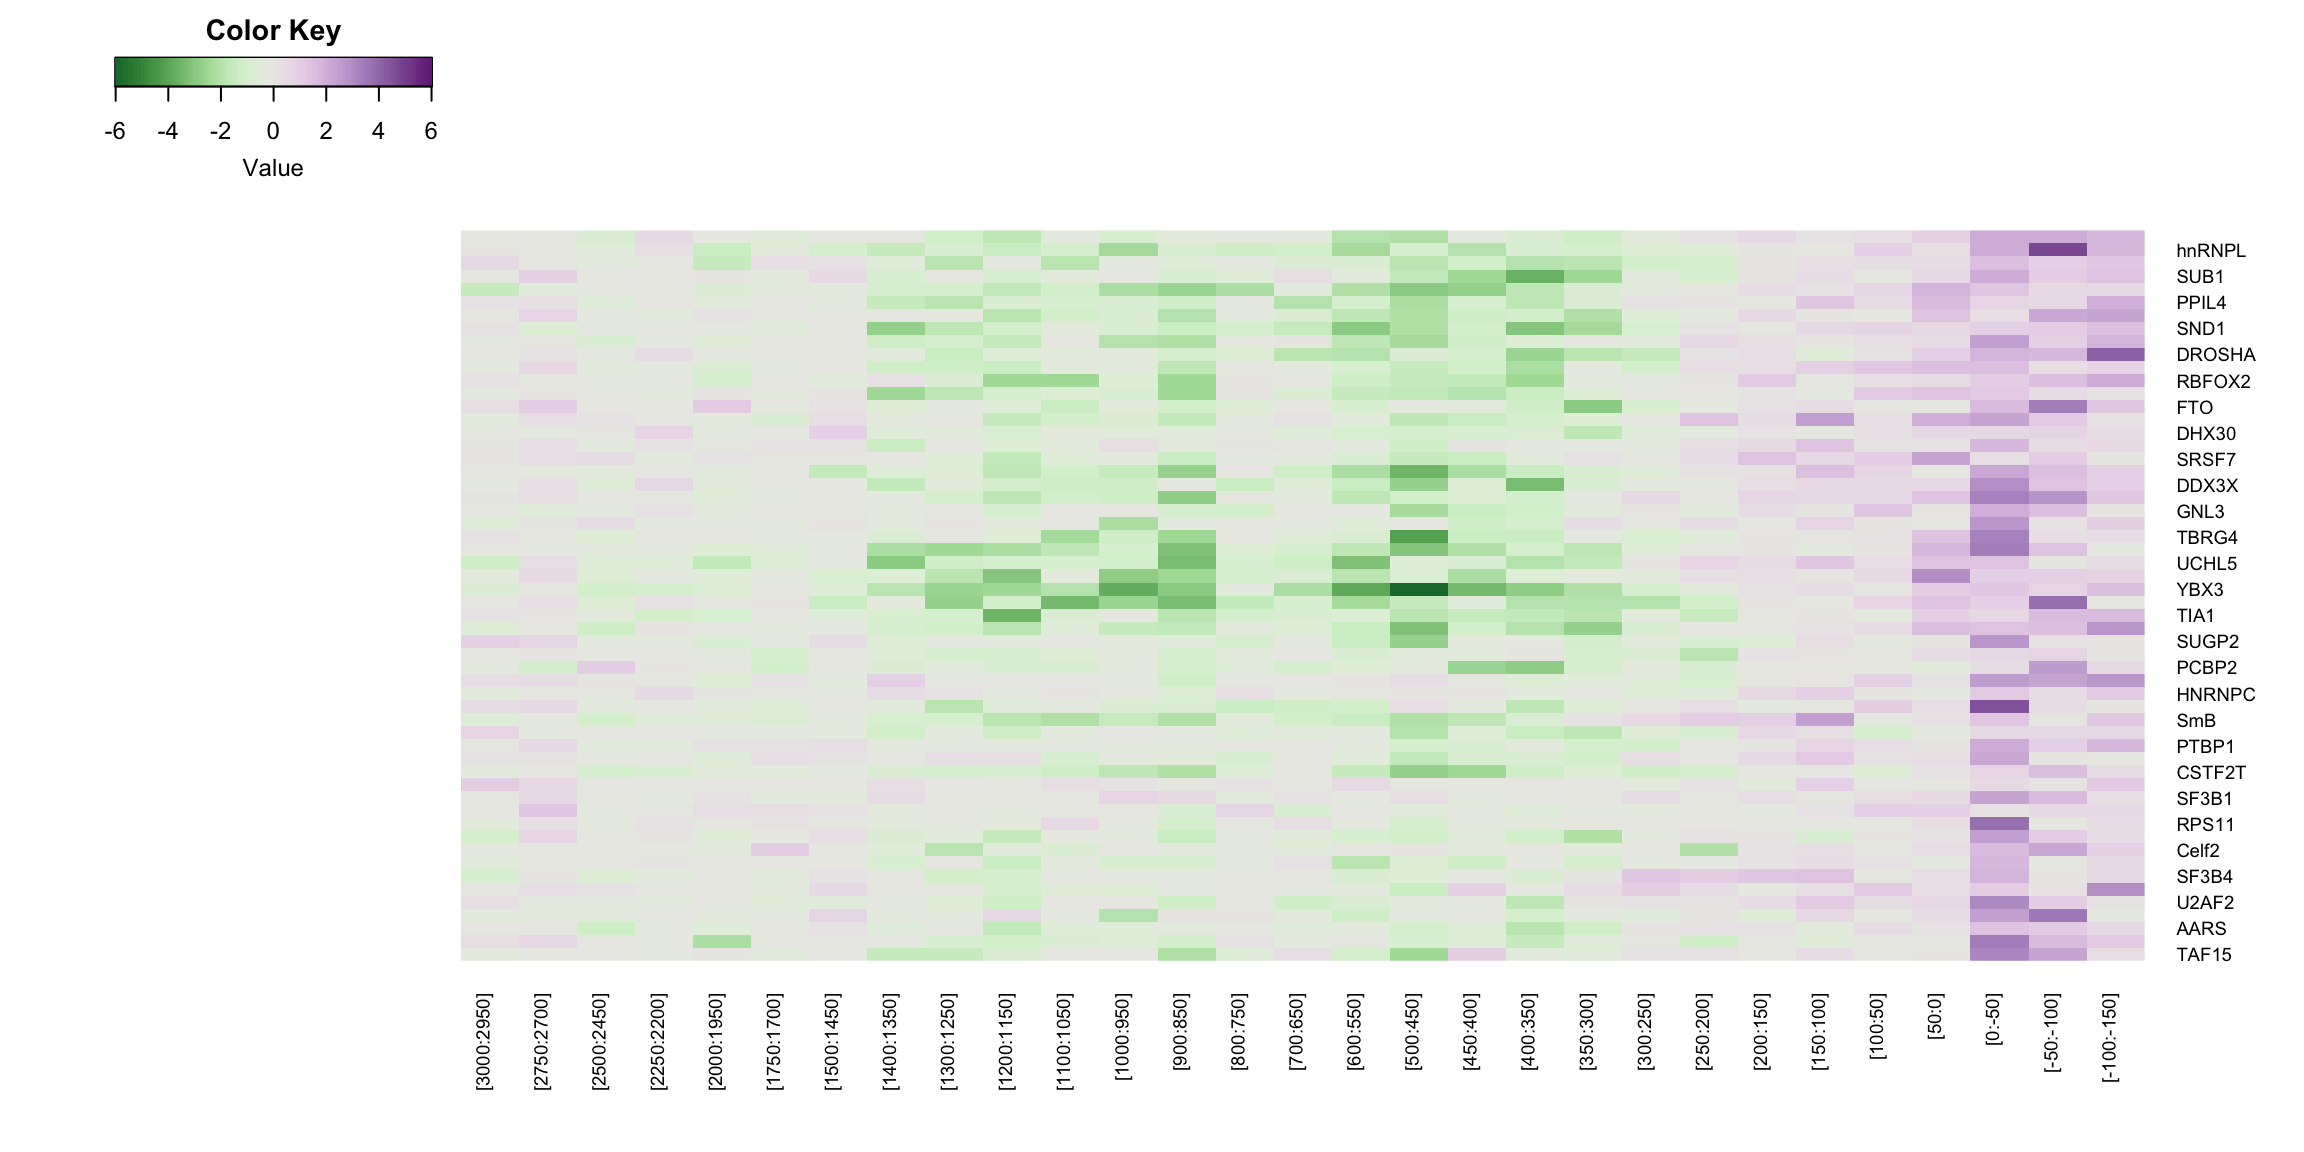 Color Key
-6 -4 -2 0 2 4 6
Value
hnRNPL
SUB1
PPIL4
SND1
DROSHA
RBFOX2
FTO
DHX30
SRSF7
DDX3X
GNL3
TBRG4
UCHL5
YBX3
TIA1
SUGP2
PCBP2
HNRNPC
SmB
PTBP1
CSTF2T
SF3B1
RPS11
Celf2
SF3B4
U2AF2
AARS
TAF15
[3000:2950]
[2750:2700]
[2500:2450]
[2250:2200]
[2000:1950]
[1750:1700]
[1500:1450]
[1400:1350]
[1300:1250]
[1200:1150]
[1100:1050]
[1000:950]
[900:850]
[800:750]
[700:650]
[600:550]
[500:450]
[450:400]
[400:350]
[350:300]
[300:250]
[250:200]
[200:150]
[150:100]
[100:50]
[50:0]
[0:-50]
[-50:-100]
[-100:-150]